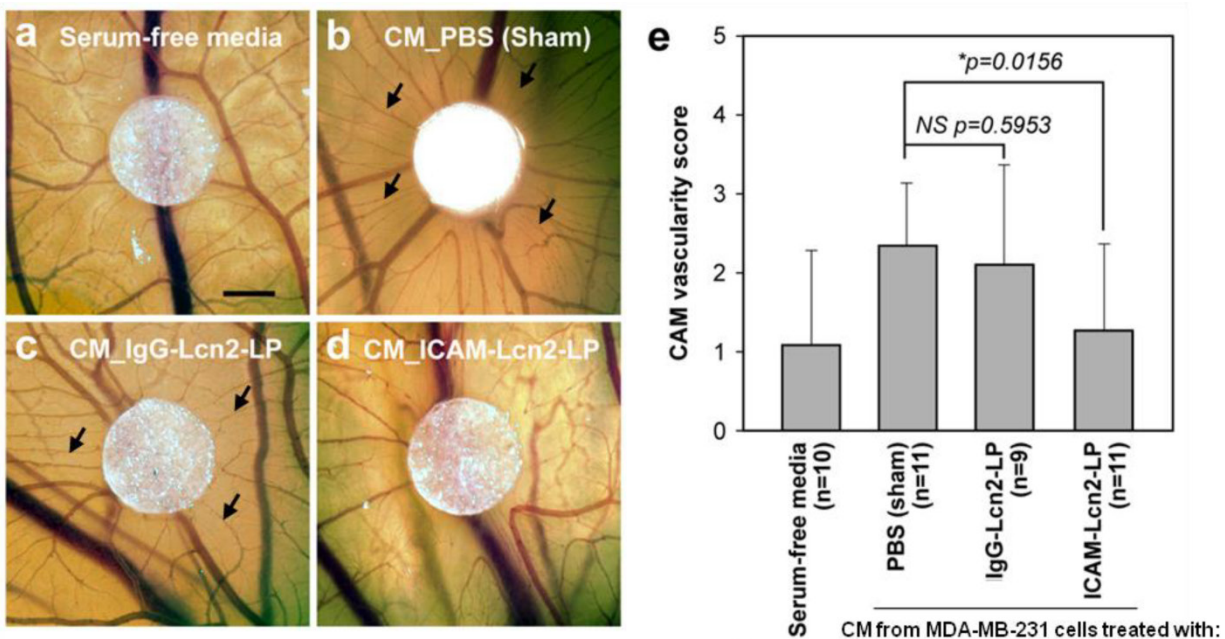 a Serum-free media
b CM_PBS (Sham)
c CM_IgG-Lcn2-LP
d CM_ICAM-Lcn2-LP
e
CAM vascularity score
5
4
3
2
1
0
*p=0.0156
NS p=0.5953
Serum-free media
(n=10)
PBS (sham)
(n=11)
IgG-Lcn2-LP
(n=9)
ICAM-Lcn2-LP
(n=11)
CM from MDA-MB-231 cells treated with: